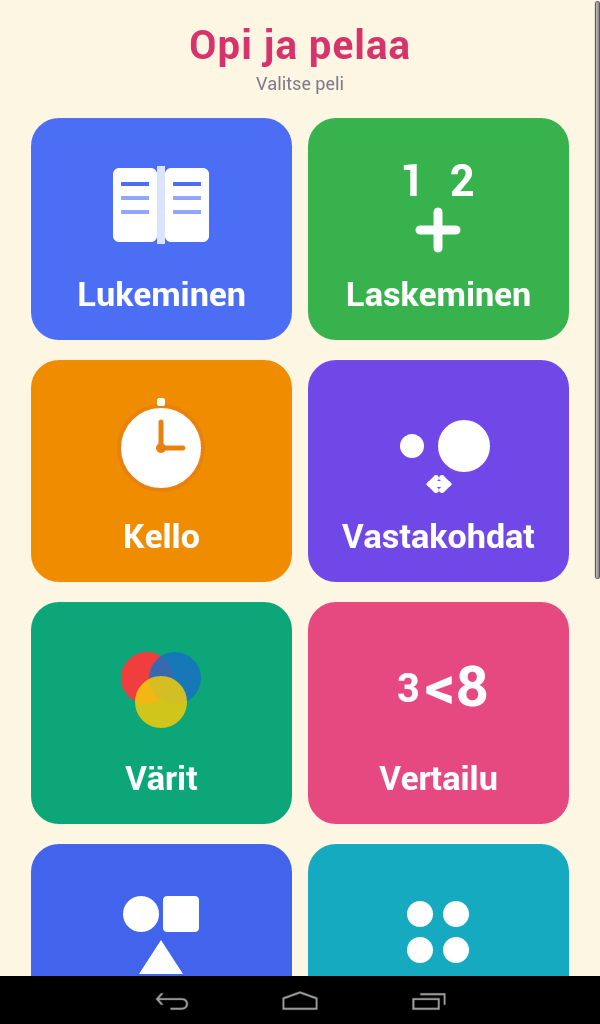 Opi ja pelaa
Valitse peli
Lukeminen
1 2
+
Laskeminen
Kello
Vastakohdat
Värit
3<8
Vertailu